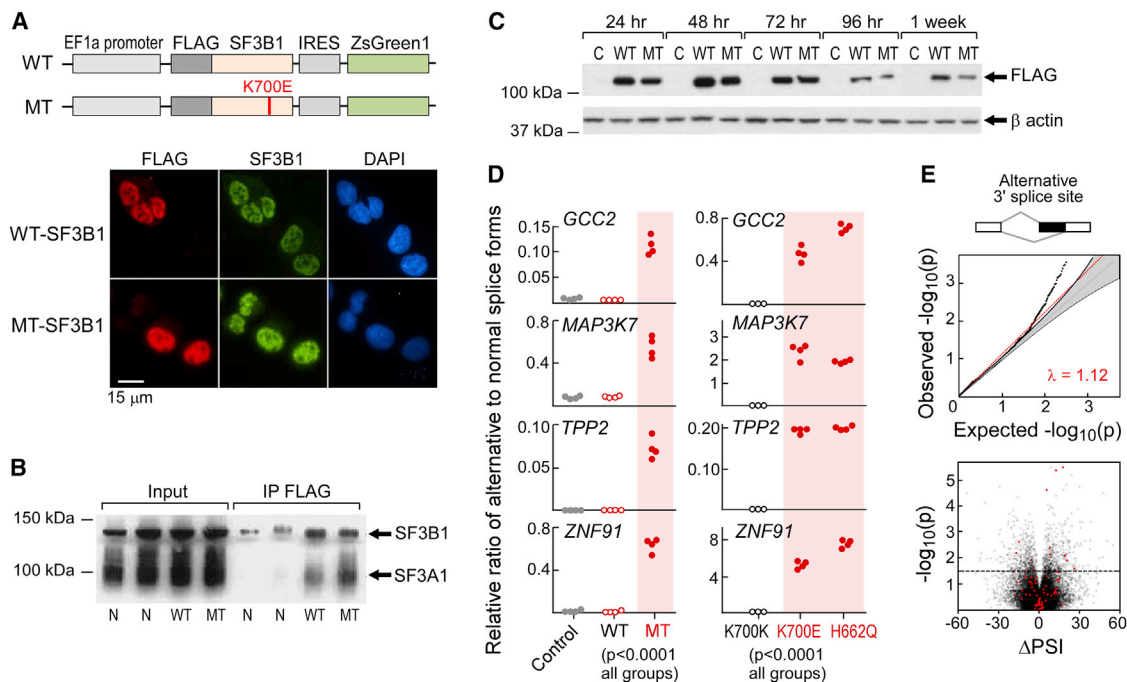 A
EF1a promoter FLAG SF3B1 IRES ZsGreen1
WT
K700E
MT
FLAG SF3B1 DAPI
WT-SF3B1
MT-SF3B1
15 μm
B
Input IP FLAG
150 kDa
SF3B1
100 kDa
SF3A1
N N WT MT N N WT MT
C
24 hr 48 hr 72 hr 96 hr 1 week
C WT MT C WT MT C WT MT C WT MT C WT MT
FLAG
100 kDa
β actin
37 kDa
D
Relative ratio of alternative to normal splice forms
GCC2
0.15
0.10
0.05
MAP3K7
0.8
0.4
TPP2
0.10
0.05
ZNF91
0.8
0.4
Control WT MT
(p<0.0001
all groups)
GCC2
0.8
0.4
MAP3K7
3
2
1
TPP2
0.20
0.10
ZNF91
8
4
K700K K700E H662Q
(p<0.0001
all groups)
E
Alternative
3' splice site
Observed -log10(p)
3
2
1
0 1 2 3
λ = 1.12
Expected -log10(p)
-log10(p)
5
4
3
2
1
-60 -30 0 30 60
ΔPSI